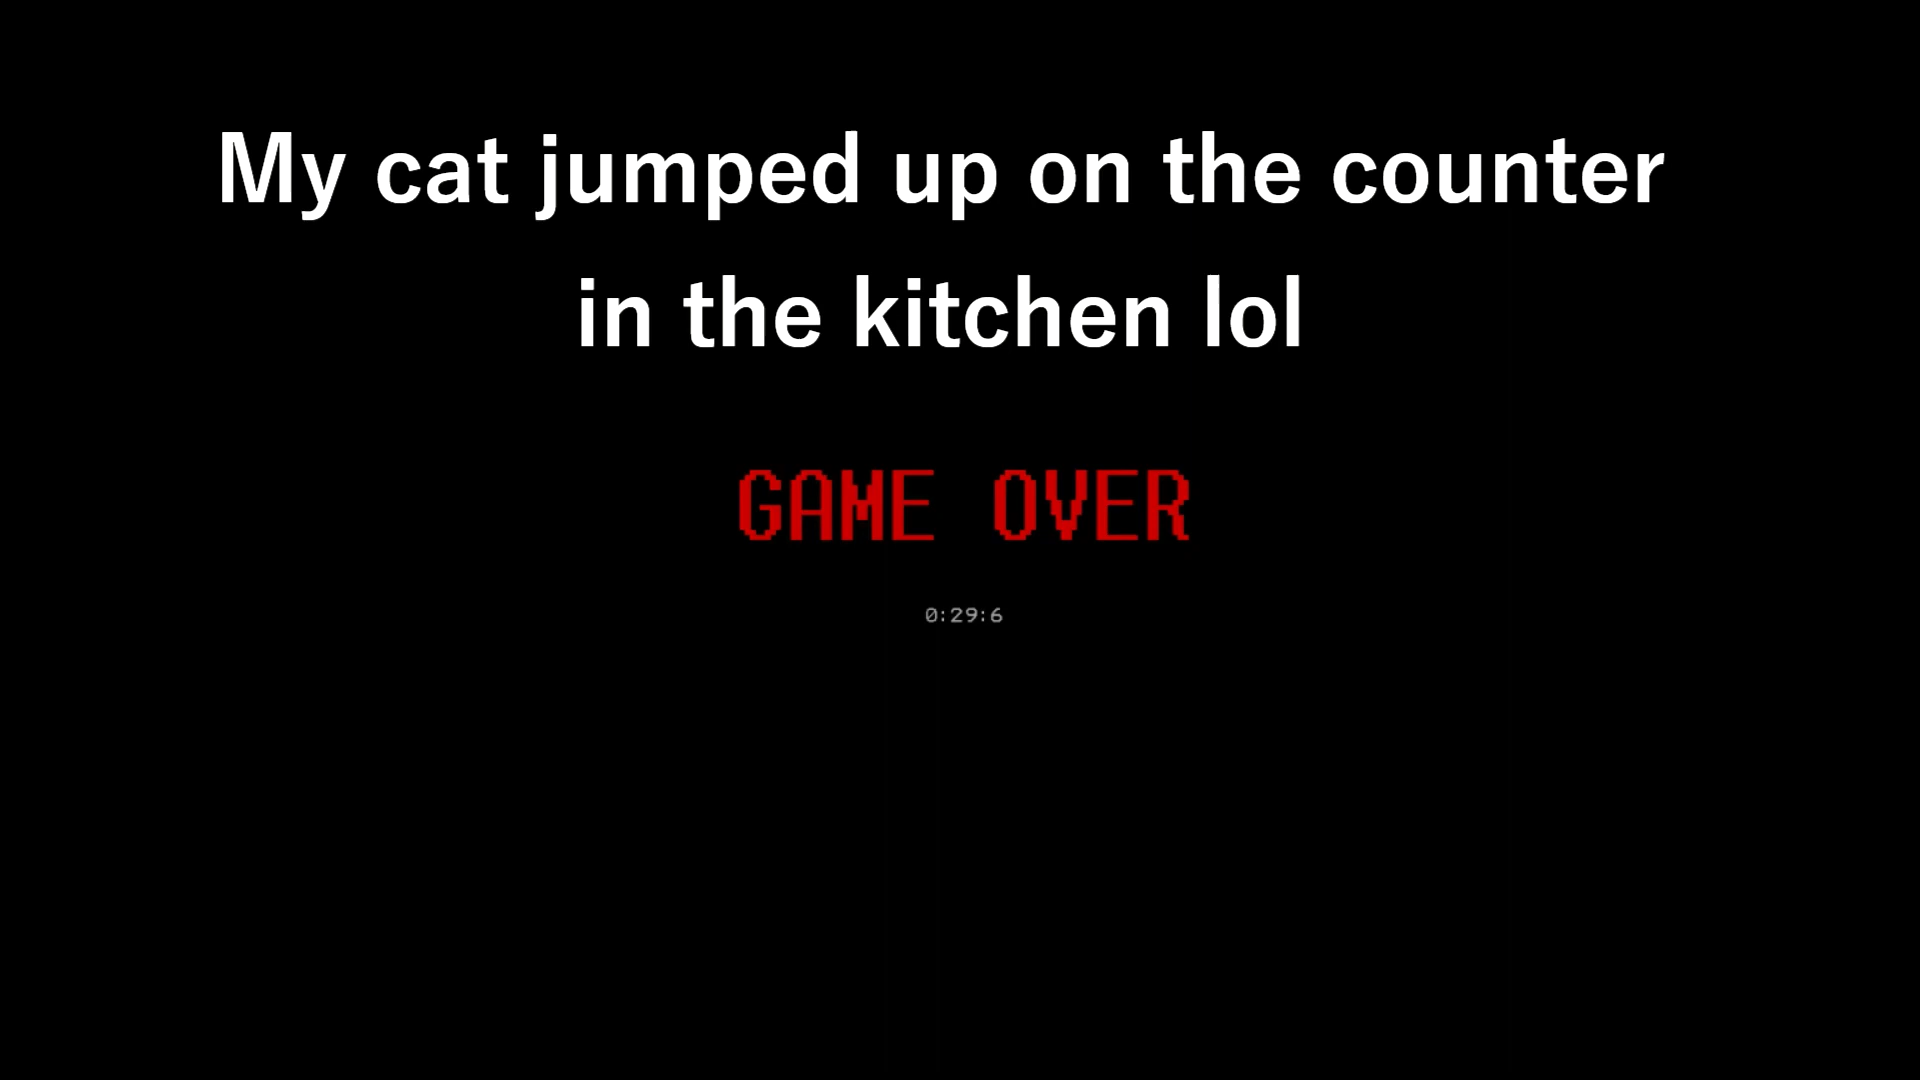 My cat jumped up on the counter
in the kitchen lol
GAME OVER
0:29:6